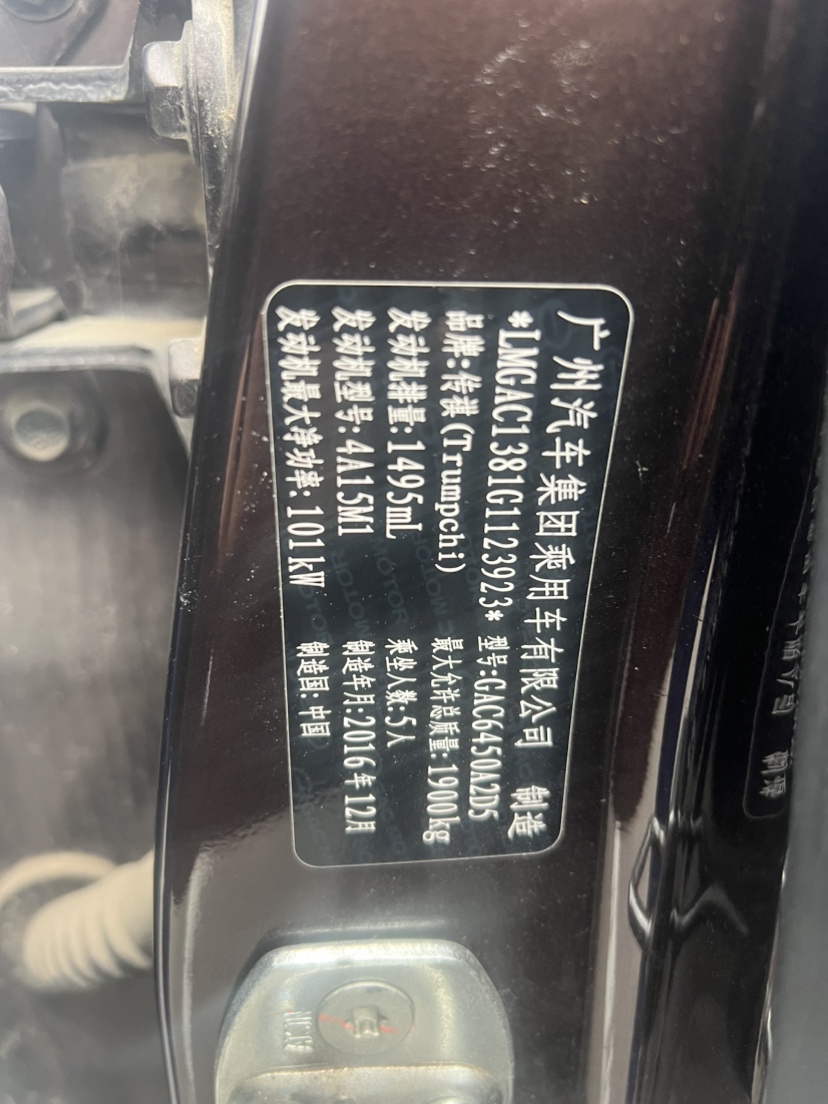 广州汽车集团乘用车有限公司 制造
*LMGAC1381G1123923* 型号:GAC6450A2D5
品牌:传祺(Trumpchi) 最大允许总质量:1900kg
发动机排量:1495mL 乘坐人数:5人
发动机型号:4A15M1 制造年月:2016年12月
发动机最大净功率:101kW 制造国:中国